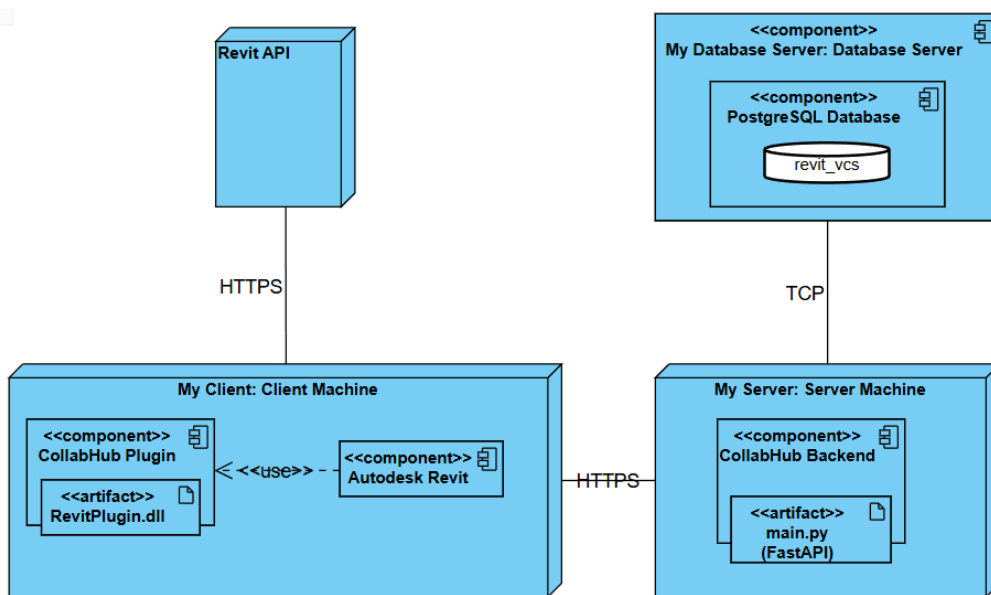 Revit API
<<component>>
My Database Server: Database Server
<<component>>
PostgreSQL Database
revit_vcs
HTTPS
TCP
My Client: Client Machine
<<component>>
CollabHub Plugin
<<artifact>>
RevitPlugin.dll
<<use>>
<<component>>
Autodesk Revit
HTTPS
My Server: Server Machine
<<component>>
CollabHub Backend
<<artifact>>
main.py
(FastAPI)